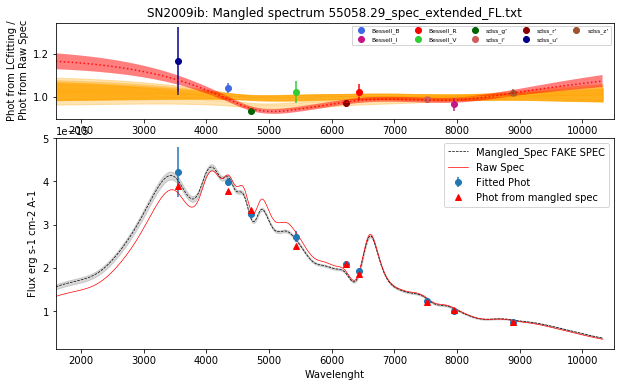 SN2009ib: Mangled spectrum 55058.29_spec_extended_FL.txt
Phot from LCfitting /
Phot from Raw Spec
1.2
1.0
Bessell_B
Bessell_I
Bessell_R
Bessell_V
sdss_g'
sdss_i'
sdss_r'
sdss_u'
sdss_z'
2000 3000 4000 5000 6000 7000 8000 9000 10000
Flux erg s-1 cm-2 A-1
5
4
3
2
1
Mangled_Spec FAKE SPEC
Raw Spec
Fitted Phot
Phot from mangled spec
2000 3000 4000 5000 6000 7000 8000 9000 10000
Wavelenght